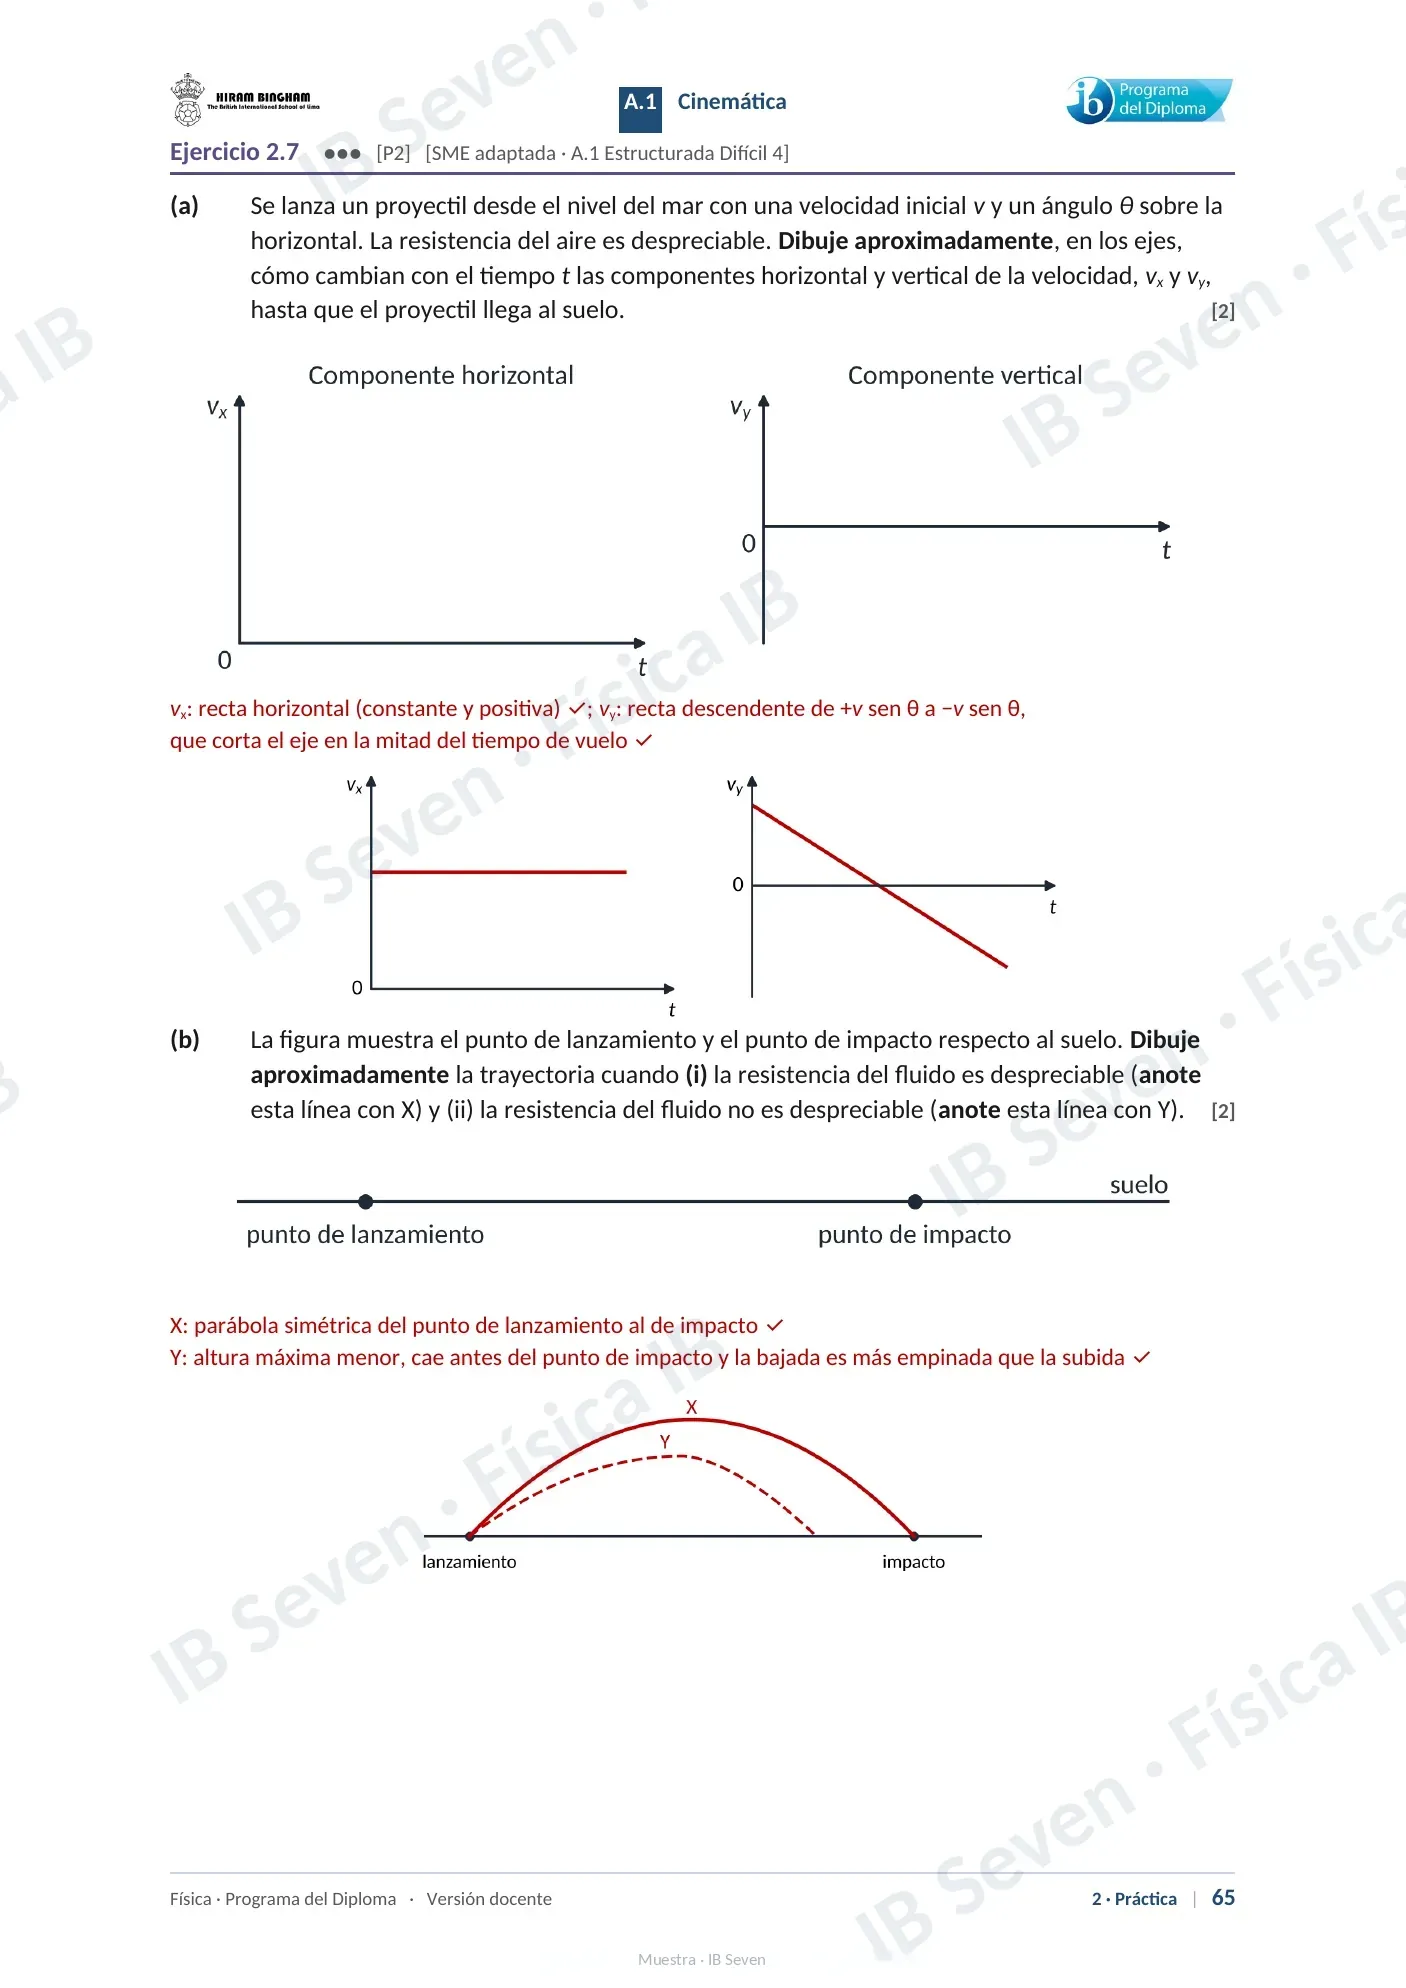 HIRAM BINGHAM
The British International School of Lima
A.1 Cinemática
Programa
del Diploma
Ejercicio 2.7 ●●● [P2] [SME adaptada · A.1 Estructurada Difícil 4]
(a) Se lanza un proyectil desde el nivel del mar con una velocidad inicial v y un ángulo θ sobre la
horizontal. La resistencia del aire es despreciable. Dibuje aproximadamente, en los ejes,
cómo cambian con el tiempo t las componentes horizontal y vertical de la velocidad, vx y vy,
hasta que el proyectil llega al suelo. [2]
Componente horizontal
vx
0
t
Componente vertical
vy
0
t
vx: recta horizontal (constante y positiva) ✓; vy: recta descendente de +v sen θ a −v sen θ,
que corta el eje en la mitad del tiempo de vuelo ✓
vx
0
t
vy
0
t
(b) La figura muestra el punto de lanzamiento y el punto de impacto respecto al suelo. Dibuje
aproximadamente la trayectoria cuando (i) la resistencia del fluido es despreciable (anote
esta línea con X) y (ii) la resistencia del fluido no es despreciable (anote esta línea con Y). [2]
suelo
punto de lanzamiento punto de impacto
X: parábola simétrica del punto de lanzamiento al de impacto ✓
Y: altura máxima menor, cae antes del punto de impacto y la bajada es más empinada que la subida ✓
X
Y
lanzamiento impacto
Física · Programa del Diploma · Versión docente 2 · Práctica | 65
Muestra · IB Seven
IB Seven · Física IB